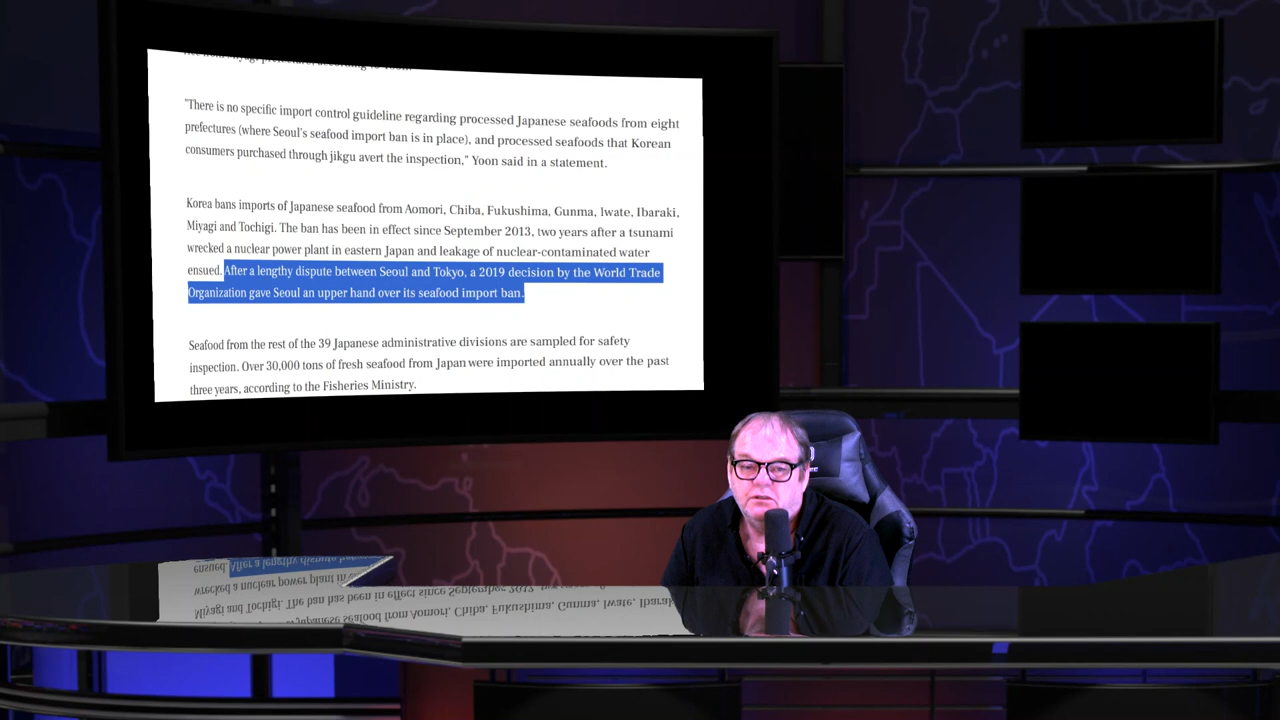 "There is no specific import control guideline regarding processed Japanese seafoods from eight
prefectures (where Seoul's seafood import ban is in place), and processed seafoods that Korean
consumers purchased through jikgu avert the inspection," Yoon said in a statement.
Korea bans imports of Japanese seafood from Aomori, Chiba, Fukushima, Gunma, Iwate, Ibaraki,
Miyagi and Tochigi. The ban has been in effect since September 2013, two years after a tsunami
wrecked a nuclear power plant in eastern Japan and leakage of nuclear-contaminated water
ensued. After a lengthy dispute between Seoul and Tokyo, a 2019 decision by the World Trade
Organization gave Seoul an upper hand over its seafood import ban.
Seafood from the rest of the 39 Japanese administrative divisions are sampled for safety
inspection. Over 30,000 tons of fresh seafood from Japan were imported annually over the past
three years, according to the Fisheries Ministry.